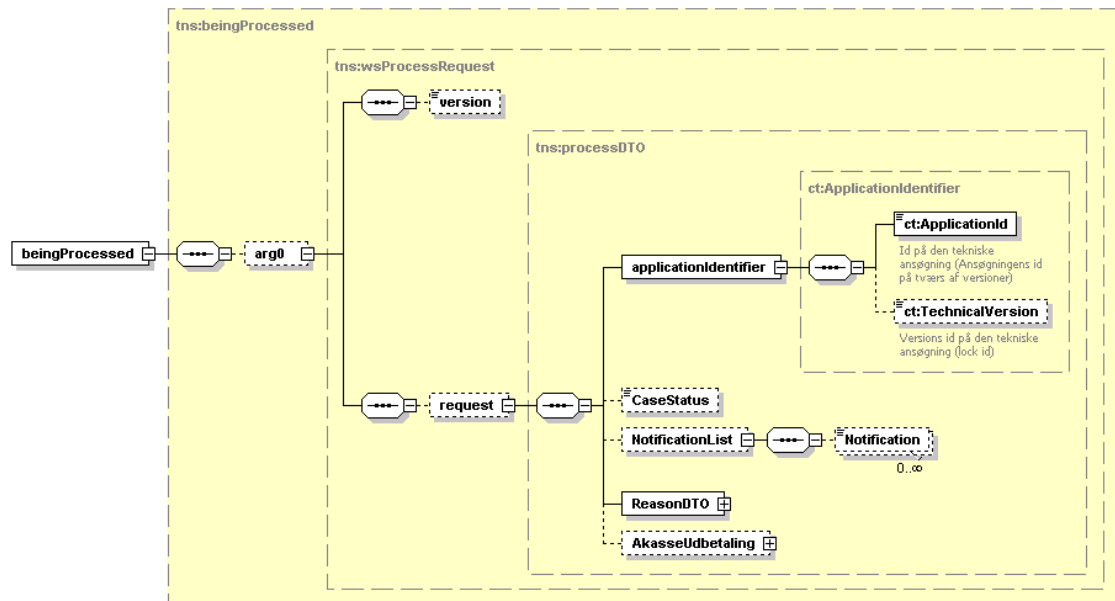 tns:beingProcessed
tns:wsProcessRequest
version
tns:processDTO
ct:ApplicationIdentifier
ct:ApplicationId
Id på den tekniske
ansøgning (Ansøgningens id
på tværs af versioner)
beingProcessed
arg0
applicationIdentifier
ct:TechnicalVersion
Versions id på den tekniske
ansøgning (lock id)
request
CaseStatus
NotificationList
Notification
0..∞
ReasonDTO
AkasseUdbetaling